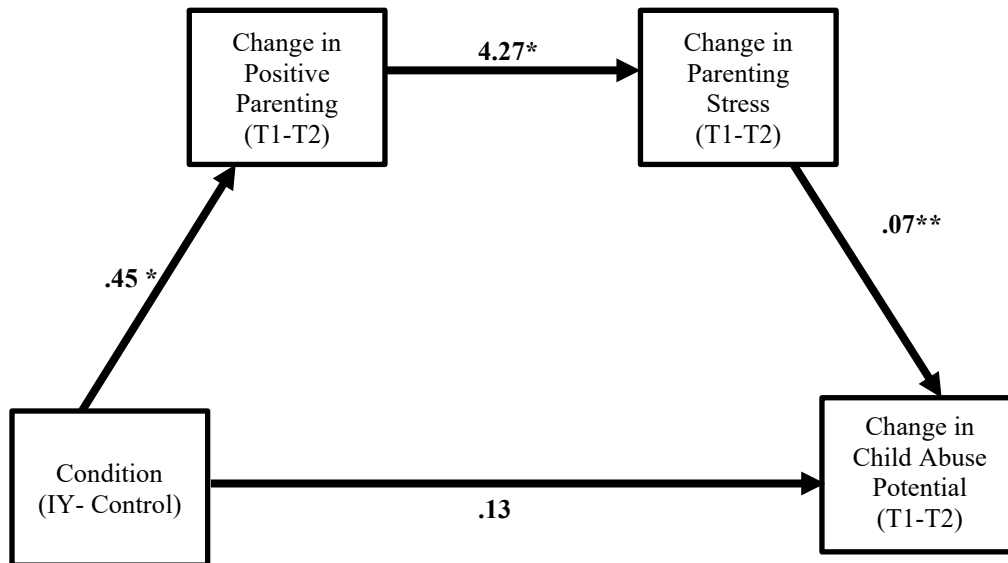 Change in
Positive
Parenting
(T1-T2)
4.27*
Change in
Parenting
Stress
(T1-T2)
.45 *
.07**
Condition
(IY- Control)
.13
Change in
Child Abuse
Potential
(T1-T2)